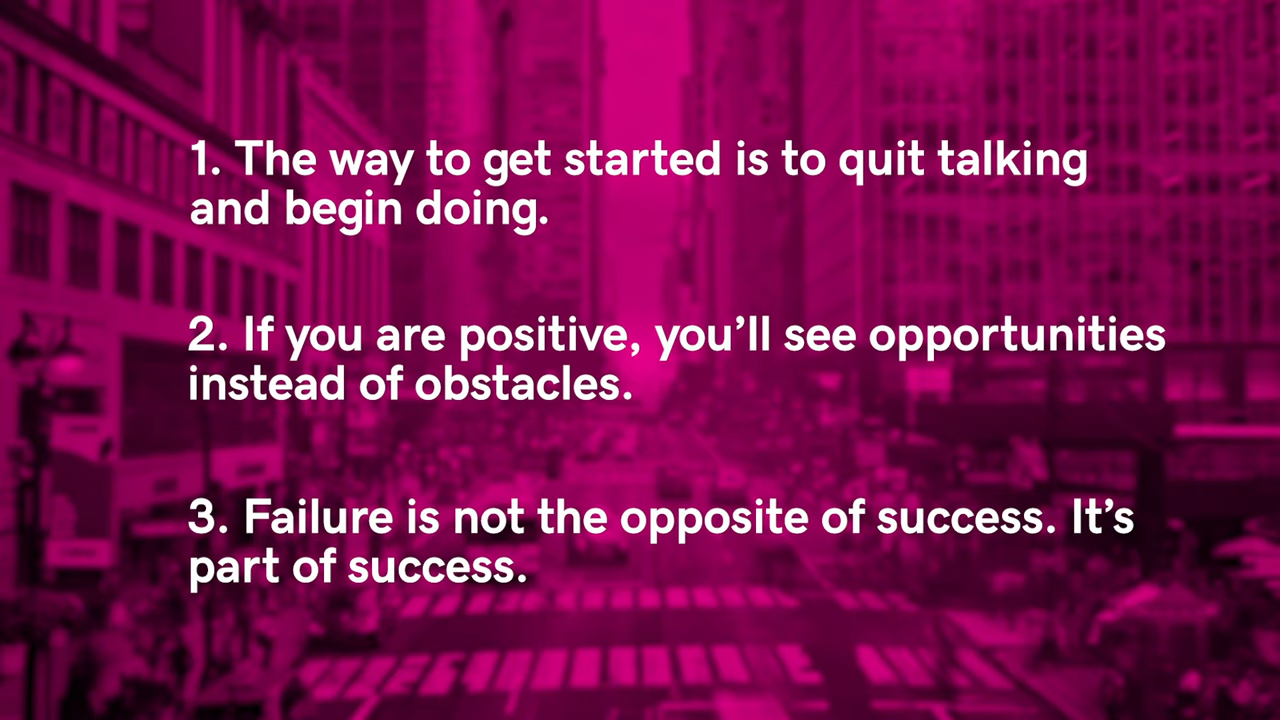 1. The way to get started is to quit talking
and begin doing.
2. If you are positive, you’ll see opportunities
instead of obstacles.
3. Failure is not the opposite of success. It’s
part of success.